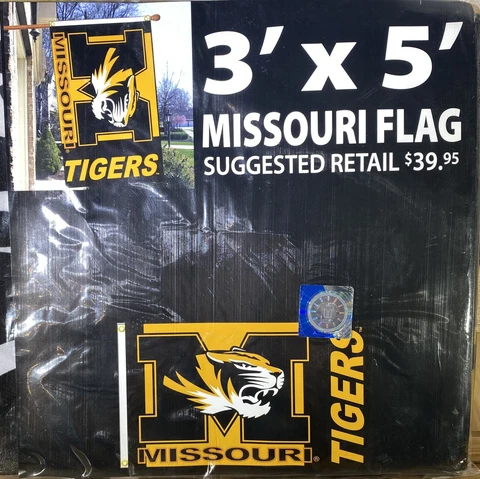 MISSOURI
TIGERS
3' x 5'
MISSOURI FLAG
SUGGESTED RETAIL $39.95
MISSOURI®
TIGERS